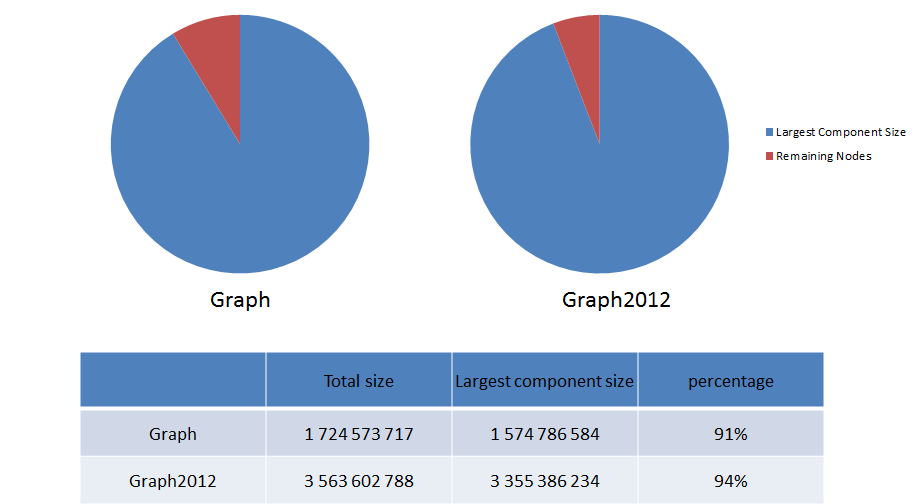 Largest Component Size
Remaining Nodes
Graph
Graph2012
Total size
Largest component size
percentage
Graph
1 724 573 717
1 574 786 584
91%
Graph2012
3 563 602 788
3 355 386 234
94%